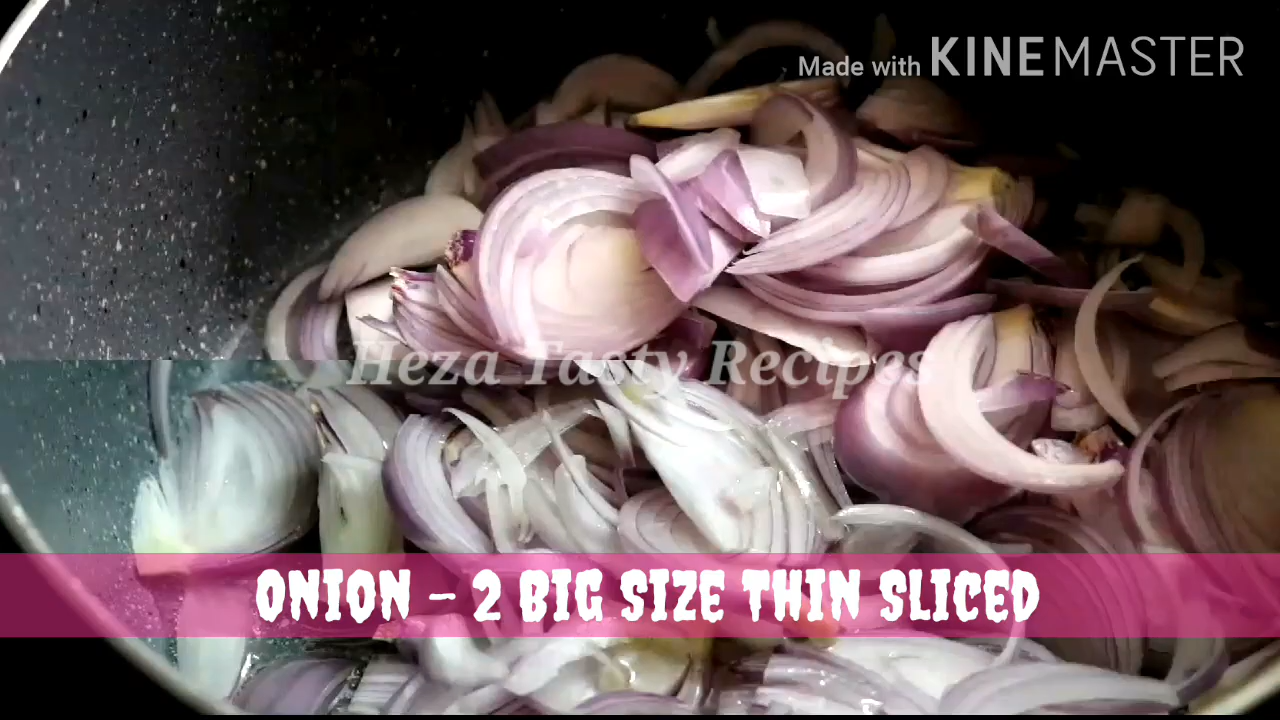 Made with KINEMASTER
Heza Tasty Recipes
ONION - 2 BIG SIZE THIN SLICED